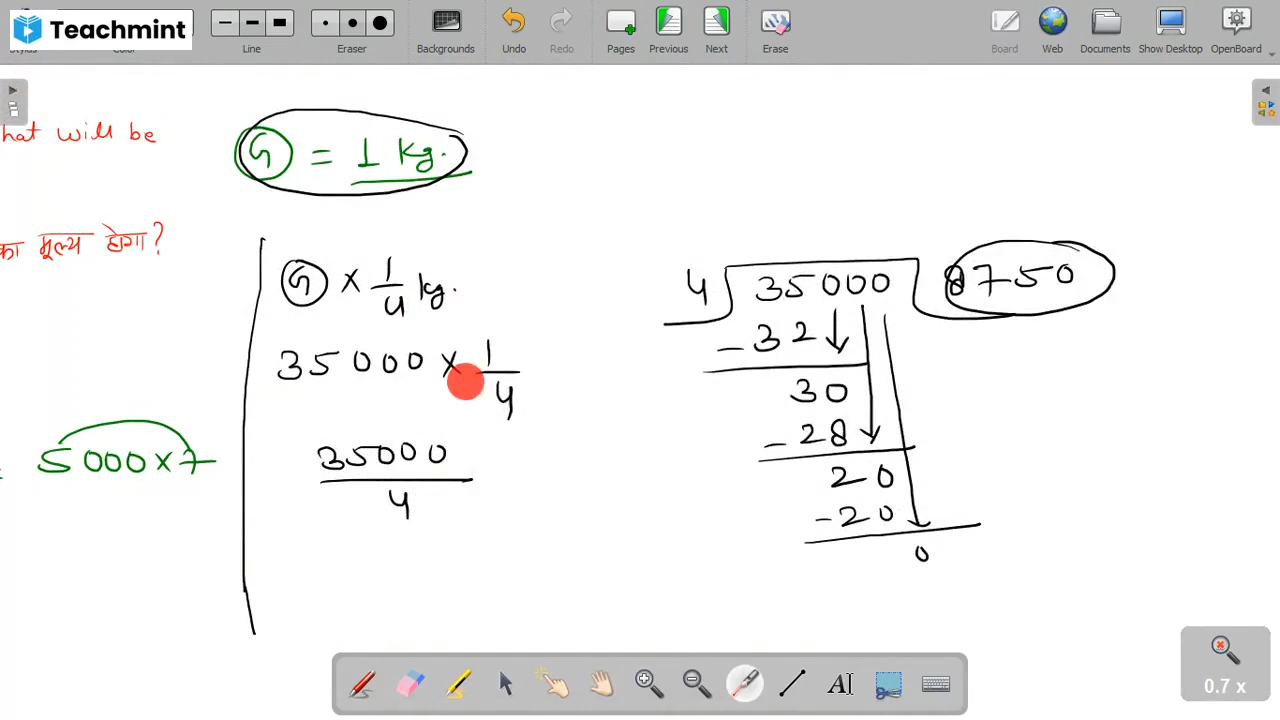 Teachmint
Line
Eraser
Backgrounds
Undo
Redo
Pages
Previous
Next
Erase
Board
Web
Documents
Show Desktop
OpenBoard
hat will be
का मूल्य होगा?
5000×7
G = 1 kg.
G × 1/4 kg.
35000 × 1/4
35000
4
4 35000 8750
-32
30
-28
20
-20
0
0.7 x